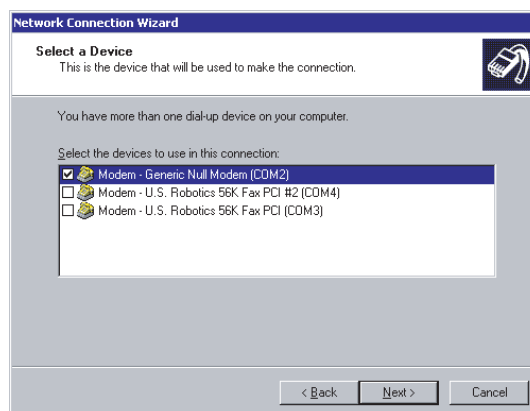 Network Connection Wizard
Select a Device
This is the device that will be used to make the connection.
You have more than one dial-up device on your computer.
Select the devices to use in this connection:
Modem - Generic Null Modem (COM2)
Modem - U.S. Robotics 56K Fax PCI #2 (COM4)
Modem - U.S. Robotics 56K Fax PCI (COM3)
< Back Next > Cancel